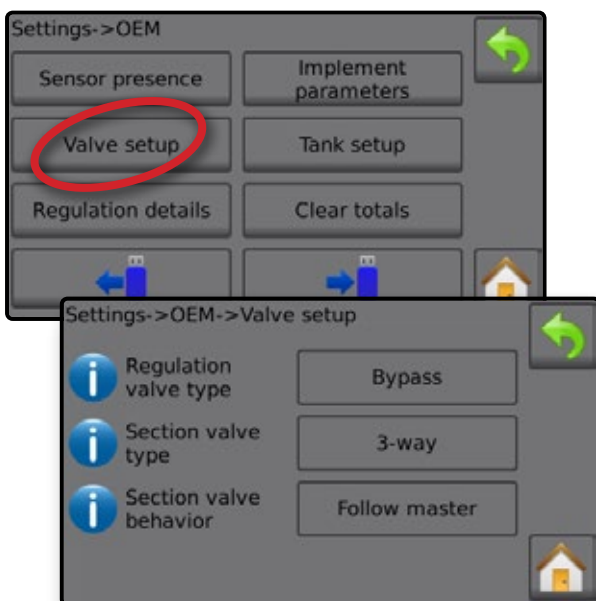 Settings->OEM
Sensor presence
Implement
parameters
Valve setup
Tank setup
Regulation details
Clear totals
Settings->OEM->Valve setup
Regulation
valve type
Bypass
Section valve
type
3-way
Section valve
behavior
Follow master